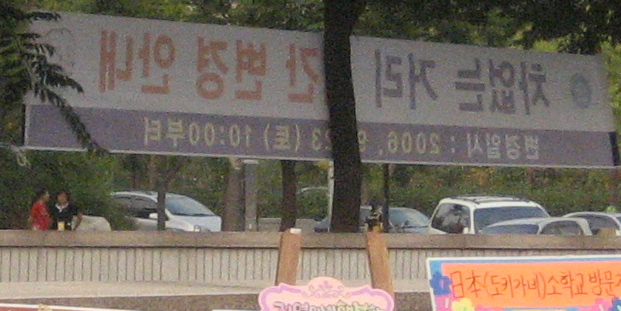 차없는 거리 시간 변경 안내
변경일시 : 2006. 9. 23 (토) 10:00부터
日本(도키가네)소학교 방문